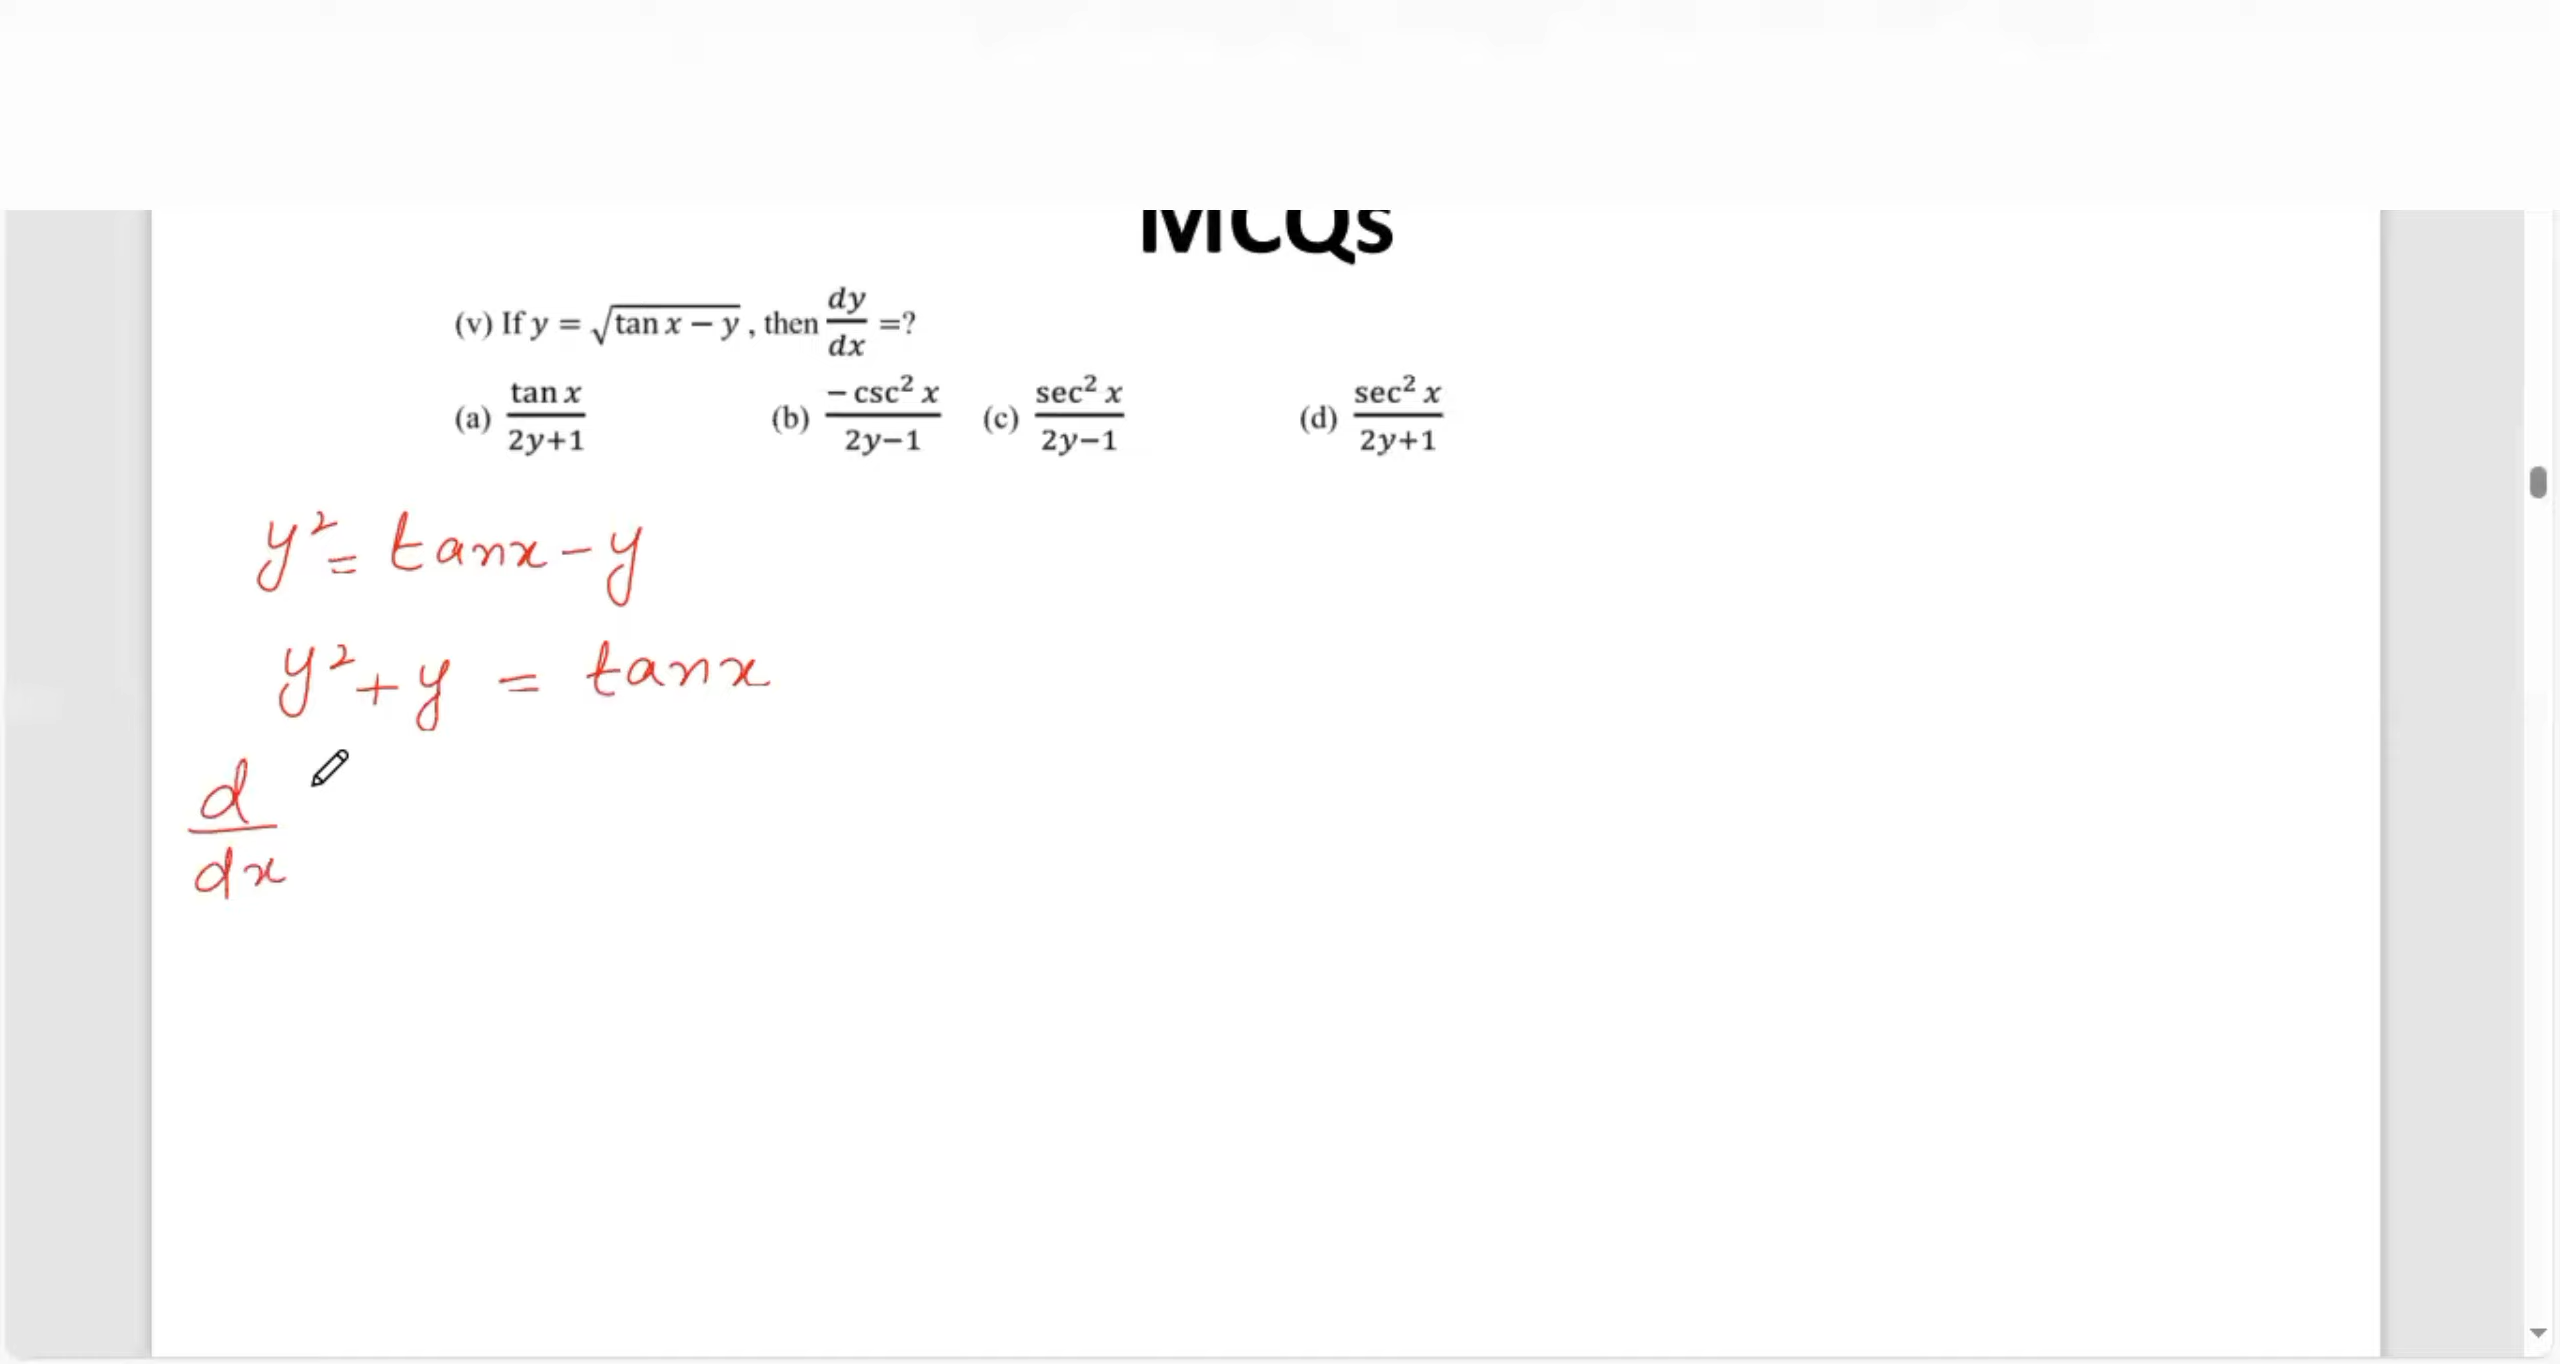 MCQs
(v) If y = √(tan x − y) , then dy/dx =?
(a) tan x/2y+1 (b) − csc² x/2y−1 (c) sec² x/2y−1 (d) sec² x/2y+1
y² = tanx - y
y² + y = tanx
d/dx